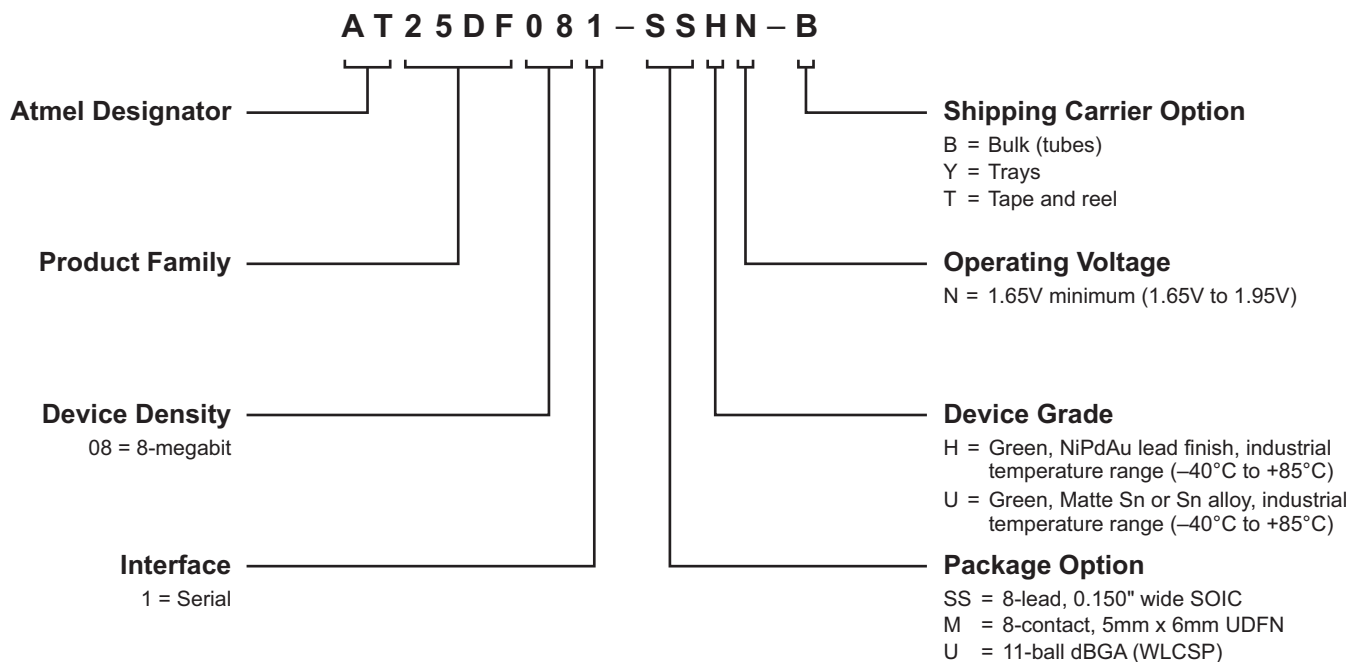 A T 2 5 D F 0 8 1 – S S H N – B
Atmel Designator
Product Family
Device Density
08 = 8-megabit
Interface
1 = Serial
Shipping Carrier Option
B = Bulk (tubes)
Y = Trays
T = Tape and reel
Operating Voltage
N = 1.65V minimum (1.65V to 1.95V)
Device Grade
H = Green, NiPdAu lead finish, industrial
temperature range (–40°C to +85°C)
U = Green, Matte Sn or Sn alloy, industrial
temperature range (–40°C to +85°C)
Package Option
SS = 8-lead, 0.150" wide SOIC
M = 8-contact, 5mm x 6mm UDFN
U = 11-ball dBGA (WLCSP)